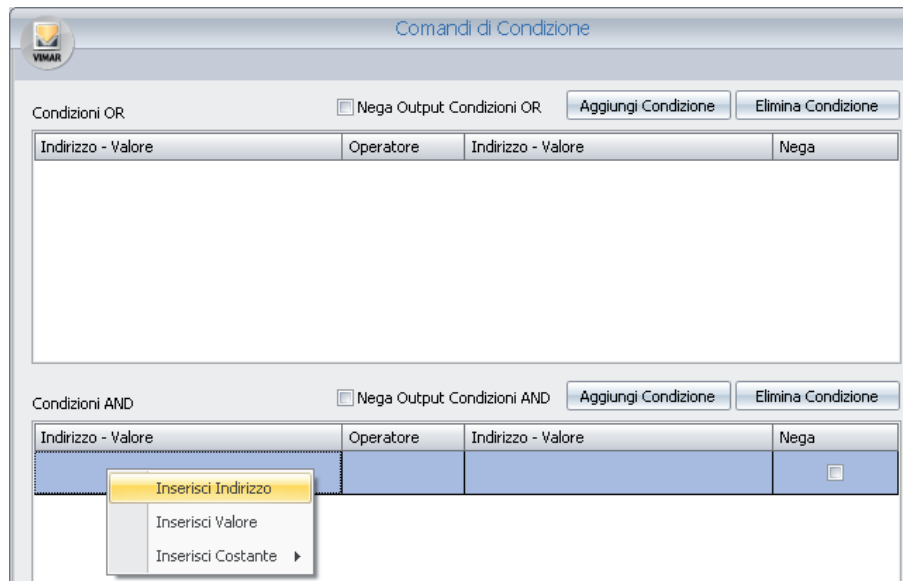 Comandi di Condizione
VIMAR
Condizioni OR
Nega Output Condizioni OR
Aggiungi Condizione
Elimina Condizione
Indirizzo - Valore Operatore Indirizzo - Valore Nega
Condizioni AND
Nega Output Condizioni AND
Aggiungi Condizione
Elimina Condizione
Indirizzo - Valore Operatore Indirizzo - Valore Nega
Inserisci Indirizzo
Inserisci Valore
Inserisci Costante